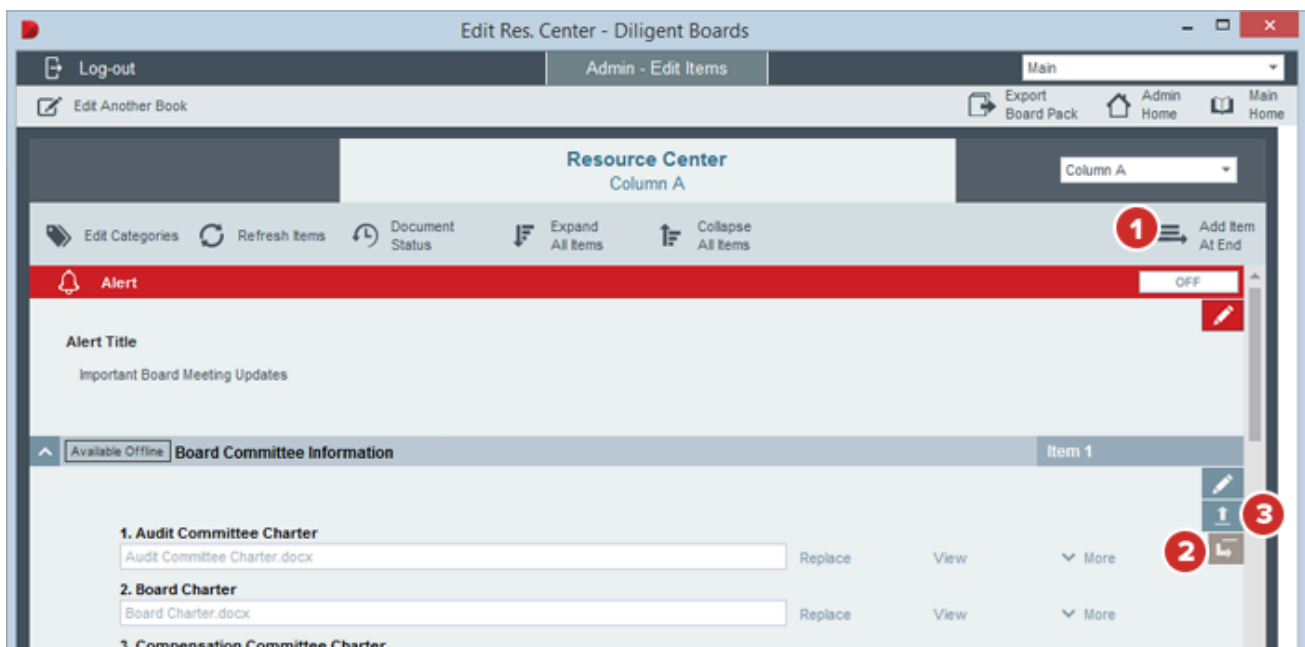 Edit Res. Center - Diligent Boards
Log-out
Admin - Edit Items
Main
Edit Another Book
Export
Board Pack
Admin
Home
Main
Home
Resource Center
Column A
Column A
Edit Categories
Refresh Items
Document
Status
Expand
All Items
Collapse
All Items
1
Add Item
At End
Alert
OFF
Alert Title
Important Board Meeting Updates
Available Offline
Board Committee Information
Item 1
3
2
1. Audit Committee Charter
Audit Committee Charter.docx
Replace
View
More
2. Board Charter
Board Charter.docx
Replace
View
More
3. Compensation Committee Charter